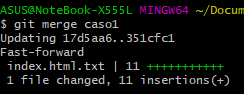 ASUS@NoteBook-X555L MINGW64 ~/Docum
$ git merge caso1
Updating 17d5aa6..351cfc1
Fast-forward
 index.html.txt | 11 +++++++++++
 1 file changed, 11 insertions(+)